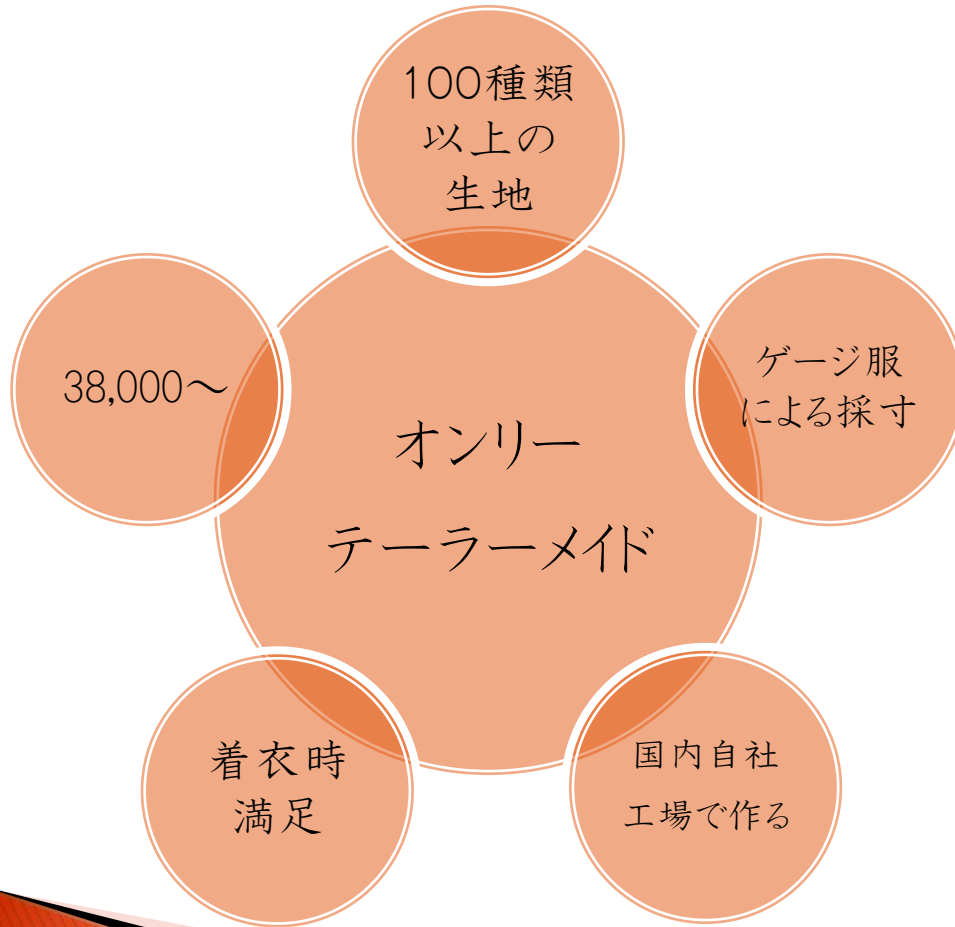 100種類
以上の
生地
38,000～
ゲージ服
による採寸
オンリー
テーラーメイド
着衣時
満足
国内自社
工場で作る